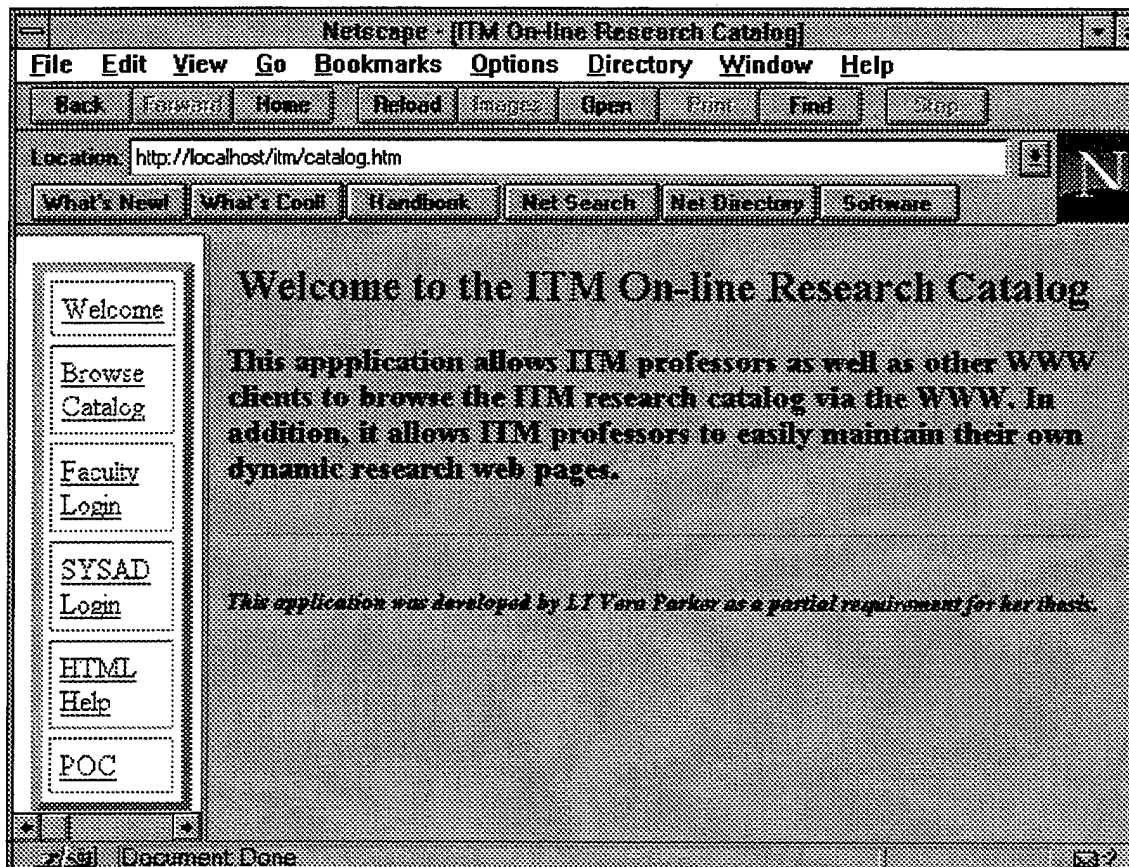 Netscape - [ITM On-line Research Catalog]
File Edit View Go Bookmarks Options Directory Window Help
Back Forward Home Reload Images Open Print Find Stop
Location: http://localhost/itm/catalog.htm
N
What's New! What's Cool! Handbook Net Search Net Directory Software
Welcome
Browse
Catalog
Faculty
Login
SYSAD
Login
HTML
Help
POC
Welcome to the ITM On-line Research Catalog
This appplication allows ITM professors as well as other WWW
clients to browse the ITM research catalog via the WWW. In
addition, it allows ITM professors to easily maintain their own
dynamic research web pages.
This application was developed by LT Vera Parker as a partial requirement for her thesis.
Document: Done